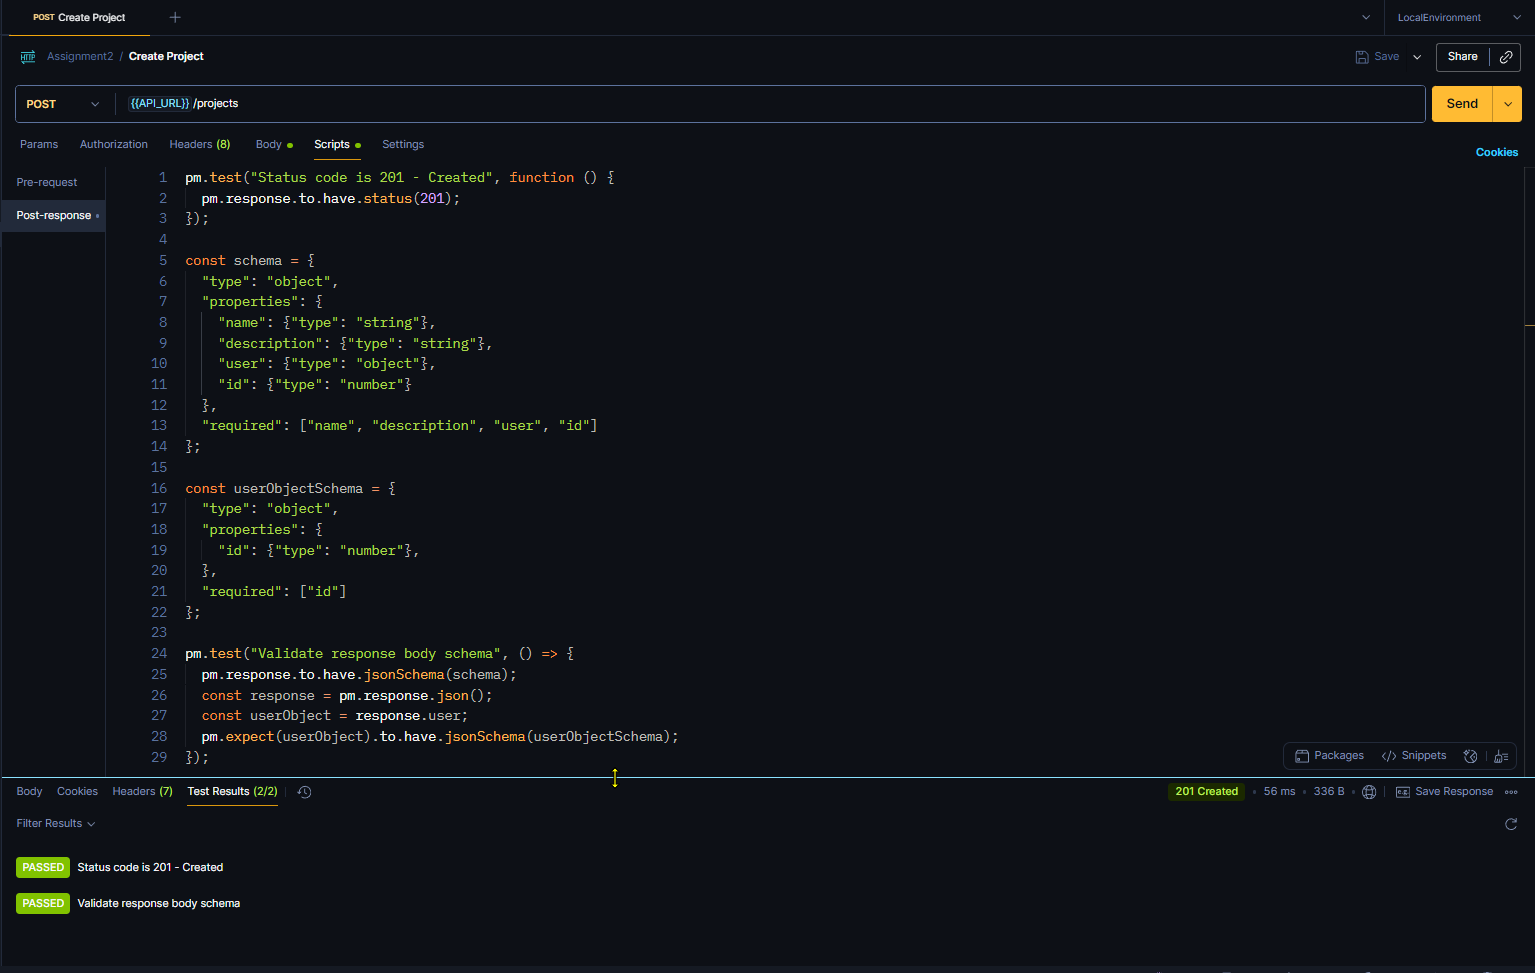 POST Create Project
LocalEnvironment
HTTP Assignment2 / Create Project
Save Share
POST {{API_URL}} /projects
Send
Params Authorization Headers (8) Body Scripts Settings
Cookies
Pre-request
Post-response
1 pm.test("Status code is 201 - Created", function () {
2 pm.response.to.have.status(201);
3 });
4
5 const schema = {
6 "type": "object",
7 "properties": {
8 "name": {"type": "string"},
9 "description": {"type": "string"},
10 "user": {"type": "object"},
11 "id": {"type": "number"}
12 },
13 "required": ["name", "description", "user", "id"]
14 };
15
16 const userObjectSchema = {
17 "type": "object",
18 "properties": {
19 "id": {"type": "number"},
20 },
21 "required": ["id"]
22 };
23
24 pm.test("Validate response body schema", () => {
25 pm.response.to.have.jsonSchema(schema);
26 const response = pm.response.json();
27 const userObject = response.user;
28 pm.expect(userObject).to.have.jsonSchema(userObjectSchema);
29 });
Packages </> Snippets
Body Cookies Headers (7) Test Results (2/2)
201 Created • 56 ms • 336 B • e.g. Save Response
Filter Results
PASSED Status code is 201 - Created
PASSED Validate response body schema